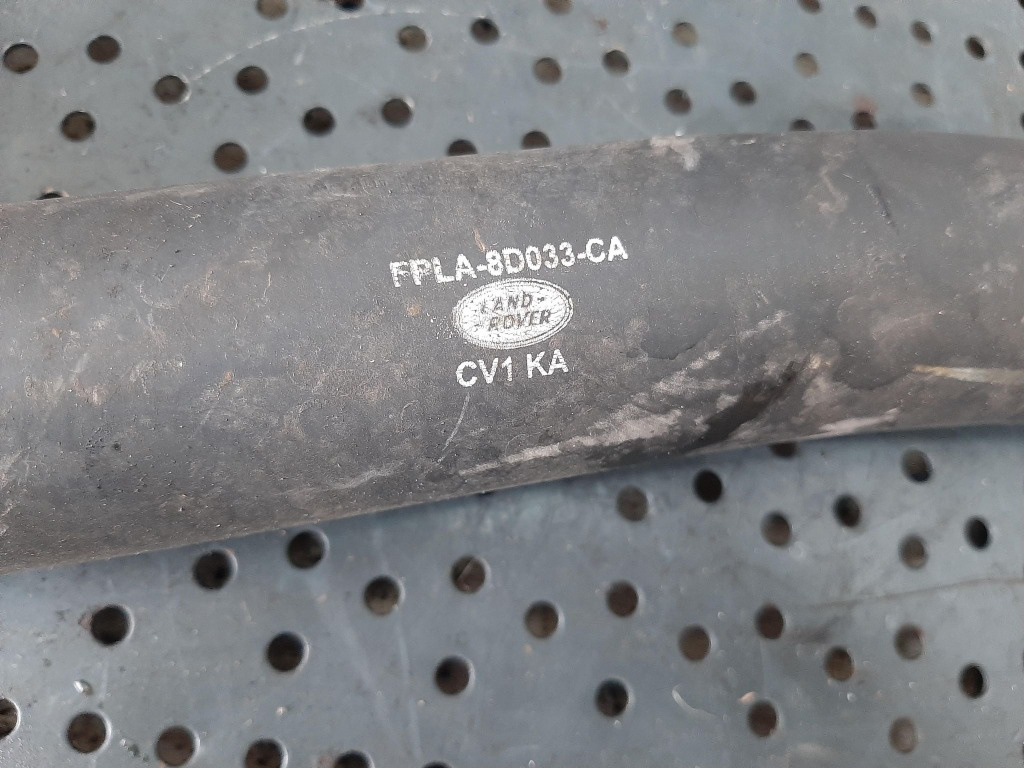 FPLA-8D033-CA
LAND-
-ROVER
CV1 KA